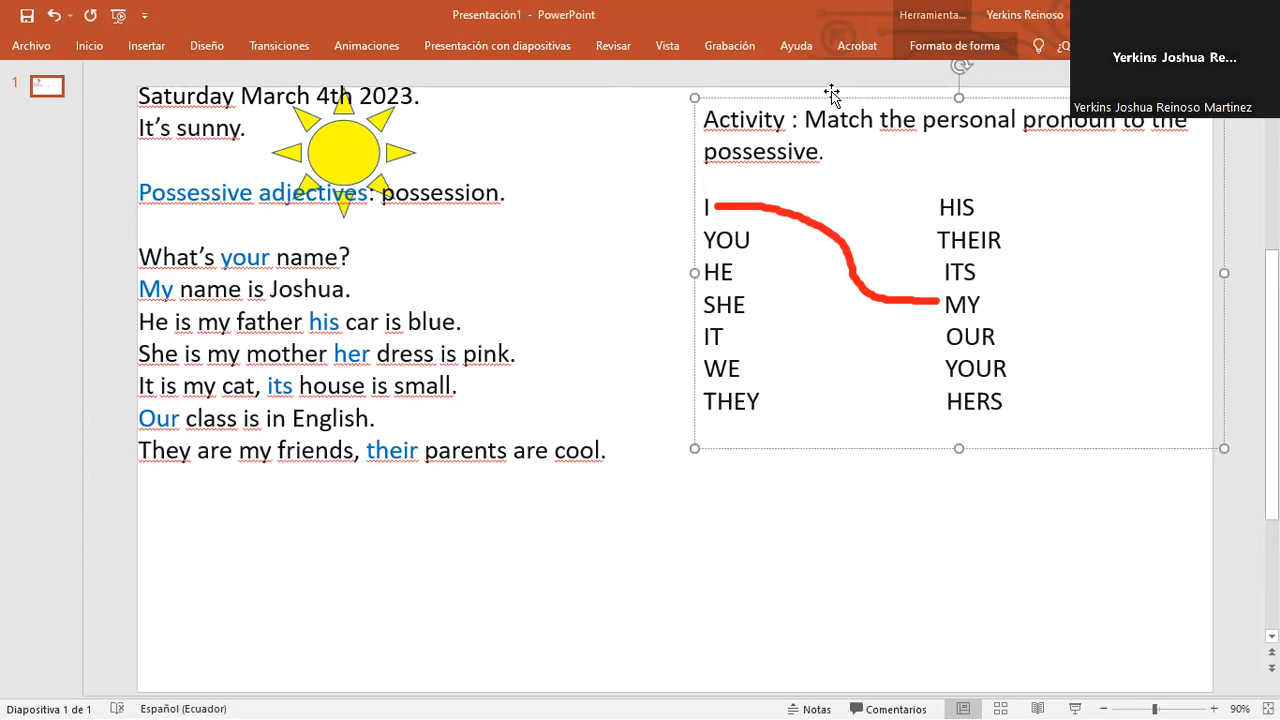 Presentación1 - PowerPoint
Herramienta...
Yerkins Reinoso
Archivo Inicio Insertar Diseño Transiciones Animaciones Presentación con diapositivas Revisar Vista Grabación Ayuda Acrobat Formato de forma
Yerkins Joshua Re...
Yerkins Joshua Reinoso Martinez
1
Saturday March 4th 2023.
It's sunny.
Possessive adjectives: possession.
What's your name?
My name is Joshua.
He is my father his car is blue.
She is my mother her dress is pink.
It is my cat, its house is small.
Our class is in English.
They are my friends, their parents are cool.
Activity : Match the personal pronoun to the
possessive.
I HIS
YOU THEIR
HE ITS
SHE MY
IT OUR
WE YOUR
THEY HERS
Diapositiva 1 de 1 Español (Ecuador) Notas Comentarios 90%